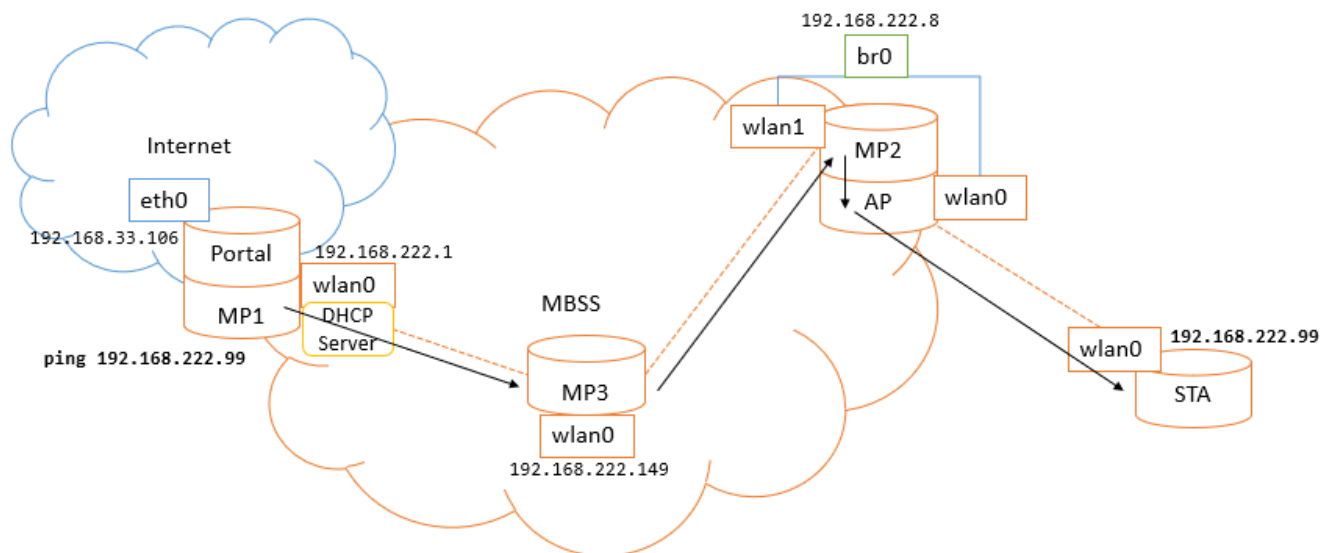 192.168.222.8
br0
wlan1
MP2
Internet
eth0
AP
wlan0
192.168.33.106
Portal
192.168.222.1
wlan0
MBSS
MP1
DHCP
Server
192.168.222.99
wlan0
ping 192.168.222.99
MP3
STA
wlan0
192.168.222.149